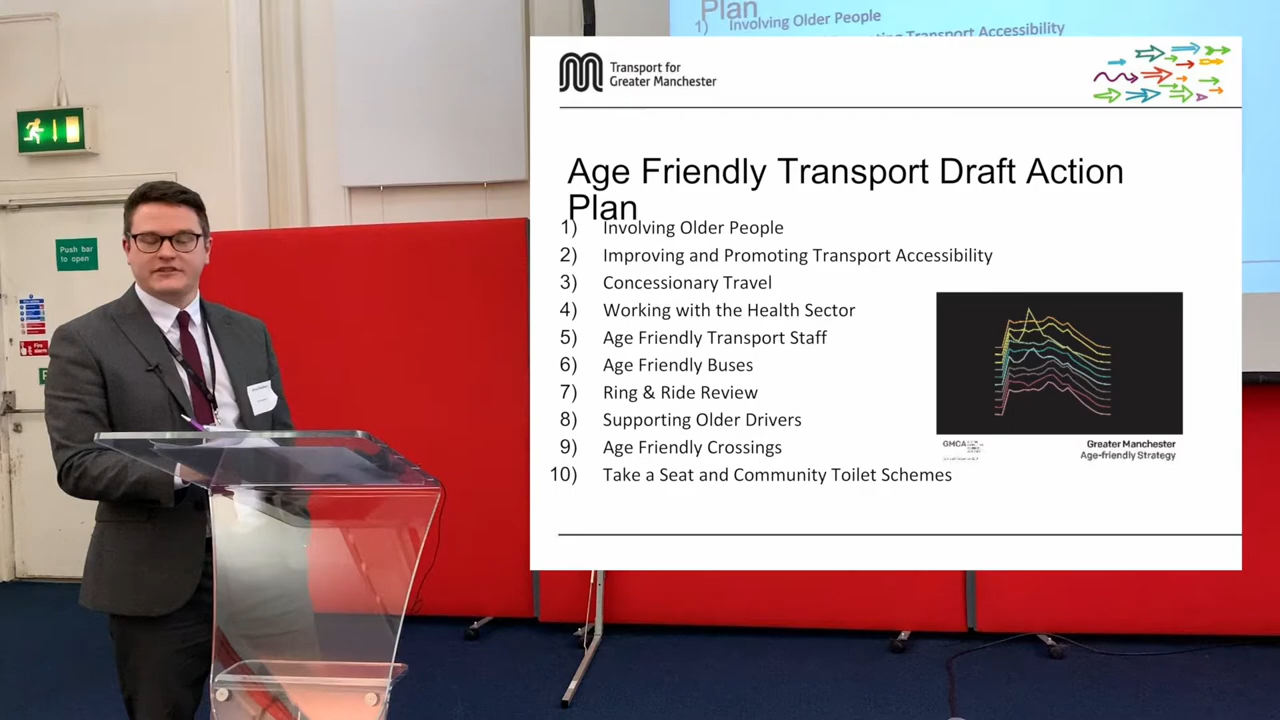 Plan
1) Involving Older People
Transport Accessibility
Transport for
Greater Manchester
Age Friendly Transport Draft Action
Plan
1) Involving Older People
2) Improving and Promoting Transport Accessibility
3) Concessionary Travel
4) Working with the Health Sector
5) Age Friendly Transport Staff
6) Age Friendly Buses
7) Ring & Ride Review
8) Supporting Older Drivers
9) Age Friendly Crossings
10) Take a Seat and Community Toilet Schemes
GMCA
Greater Manchester
Age-friendly Strategy
Push bar
to open
Fire
alarm